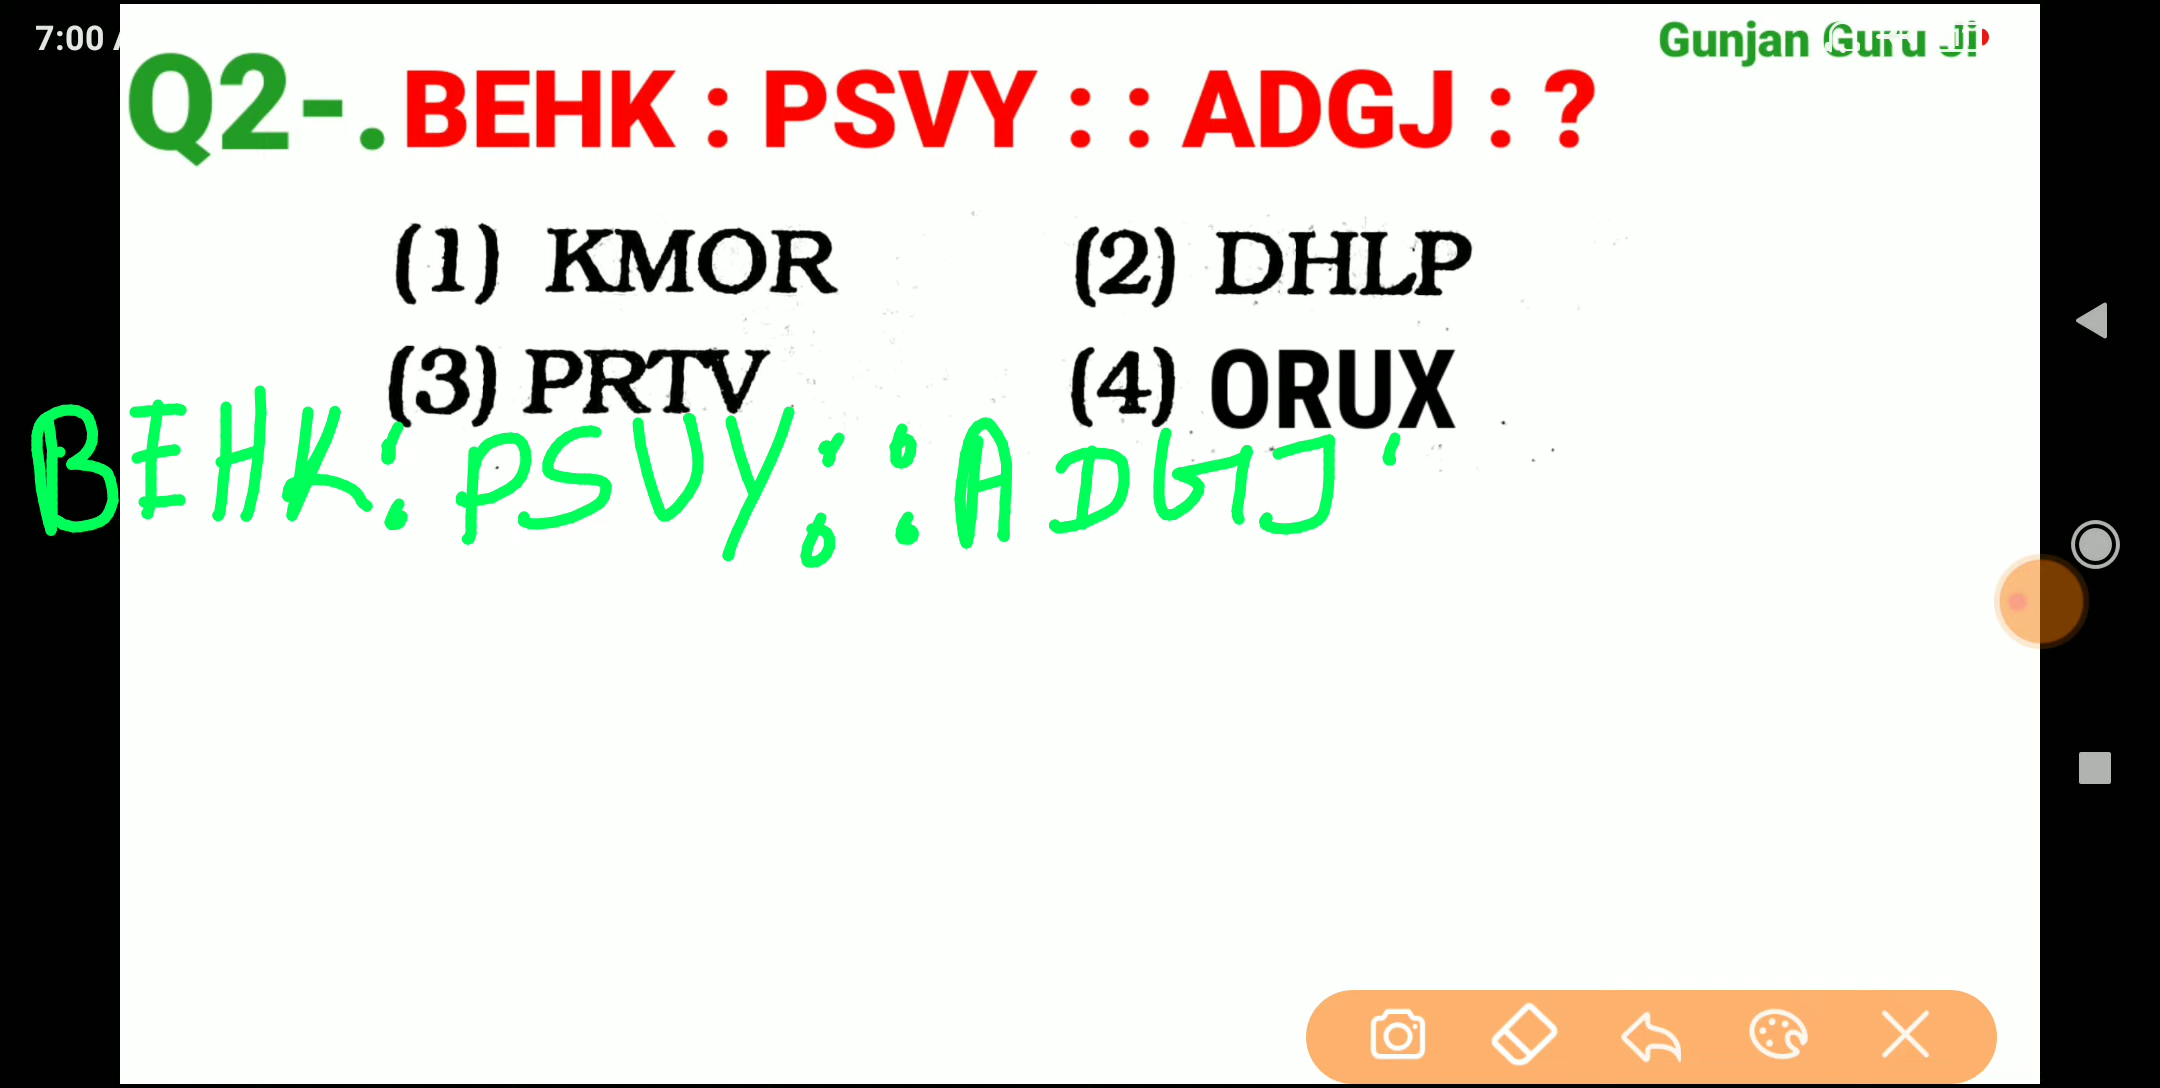 7:00
Gunjan Guru Ji
Q2-. BEHK : PSVY : : ADGJ : ?
(1) KMOR (2) DHLP
(3) PRTV (4) ORUX
BEHK : PSVY : : ADGJ